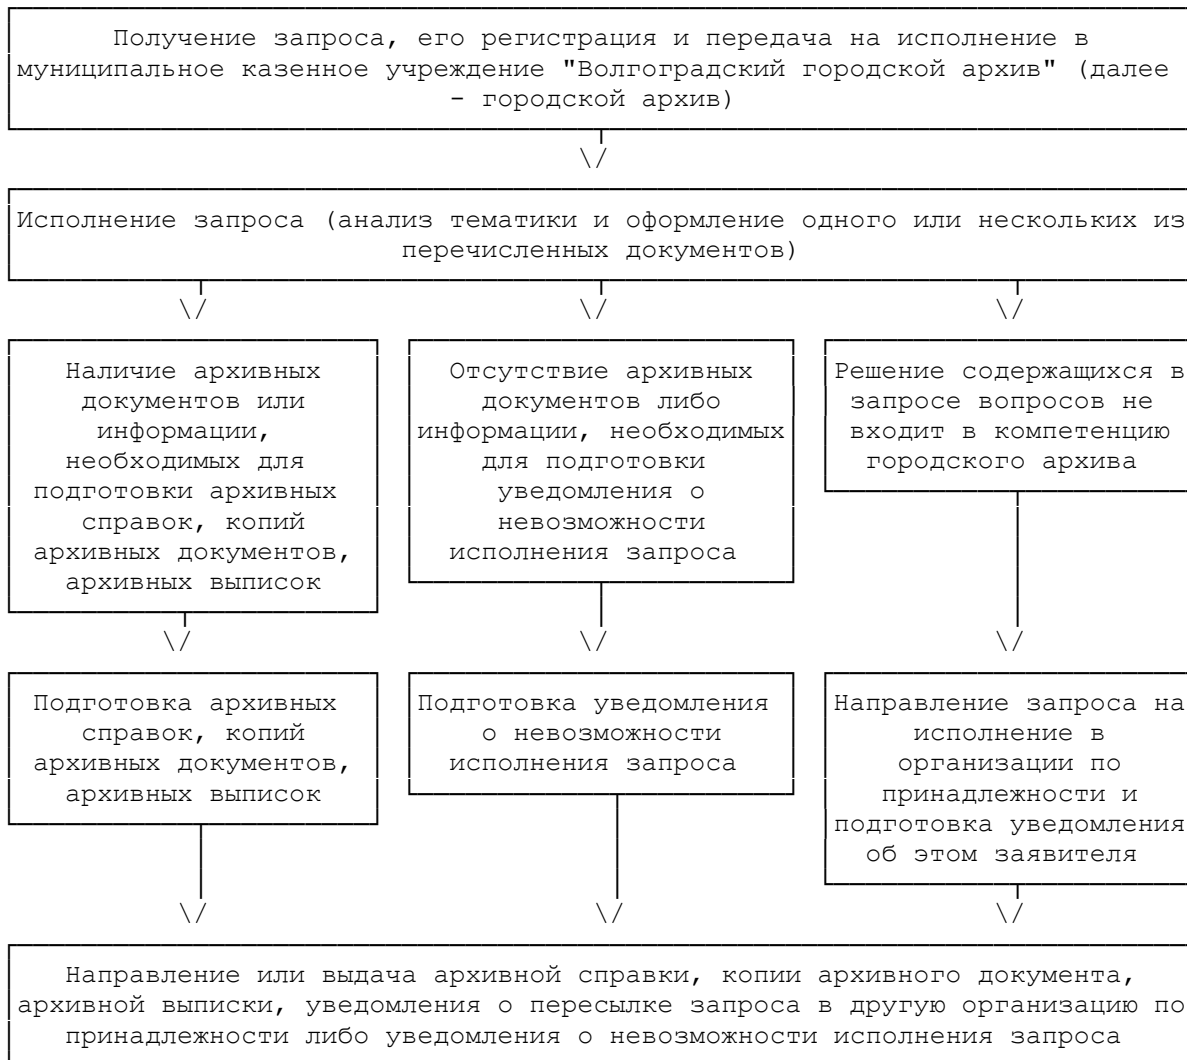 Получение запроса, его регистрация и передача на исполнение в
муниципальное казенное учреждение "Волгоградский городской архив" (далее
- городской архив)
\/
Исполнение запроса (анализ тематики и оформление одного или нескольких из
перечисленных документов)
\/ \/ \/
Наличие архивных
документов или
информации,
необходимых для
подготовки архивных
справок, копий
архивных документов,
архивных выписок
Отсутствие архивных
документов либо
информации, необходимых
для подготовки
уведомления о
невозможности
исполнения запроса
Решение содержащихся в
запросе вопросов не
входит в компетенцию
городского архива
\/ \/ \/
Подготовка архивных
справок, копий
архивных документов,
архивных выписок
Подготовка уведомления
о невозможности
исполнения запроса
Направление запроса на
исполнение в
организации по
принадлежности и
подготовка уведомления
об этом заявителя
\/ \/ \/
Направление или выдача архивной справки, копии архивного документа,
архивной выписки, уведомления о пересылке запроса в другую организацию по
принадлежности либо уведомления о невозможности исполнения запроса